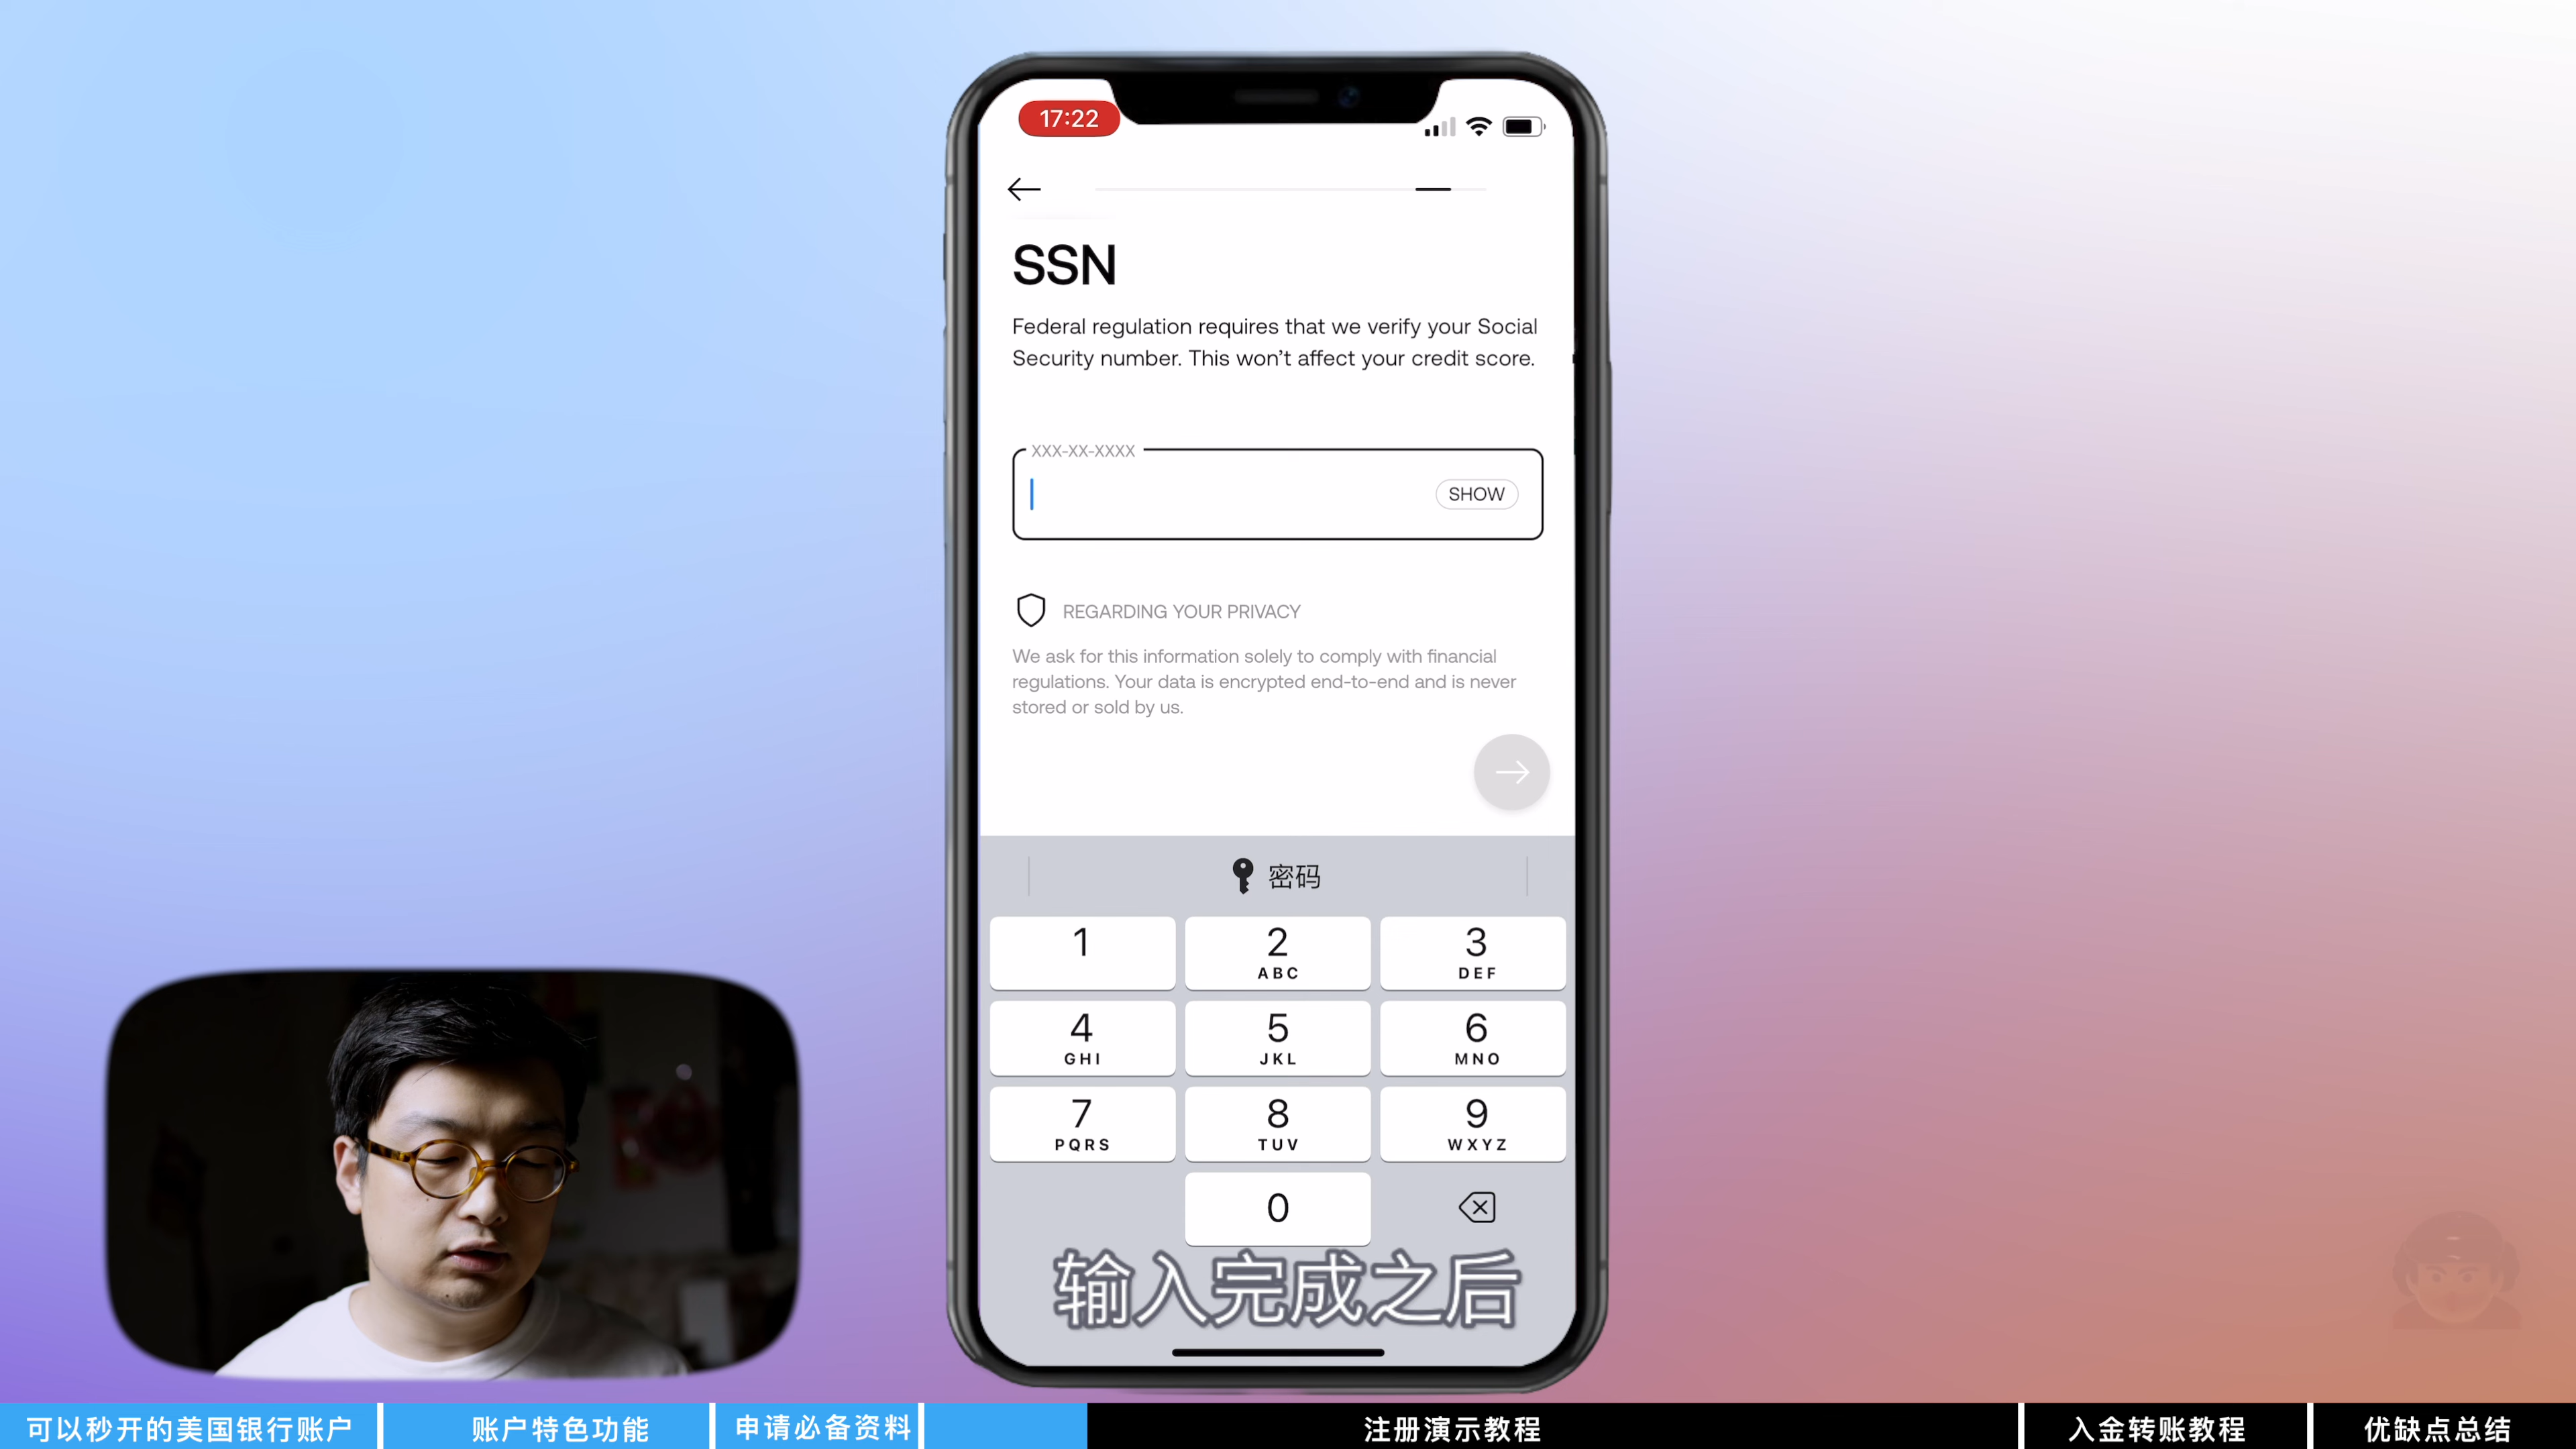 17:22
SSN
Federal regulation requires that we verify your Social
Security number. This won’t affect your credit score.
XXX-XX-XXXX
SHOW
REGARDING YOUR PRIVACY
We ask for this information solely to comply with financial
regulations. Your data is encrypted end-to-end and is never
stored or sold by us.
密码
1 2 3
ABC DEF
4 5 6
GHI JKL MNO
7 8 9
PQRS TUV WXYZ
0
输入完成之后
可以秒开的美国银行账户 账户特色功能 申请必备资料 注册演示教程 入金转账教程 优缺点总结